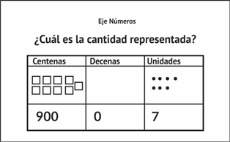 Eje Números
¿Cuál es la cantidad representada?
Centenas Decenas Unidades
900 0 7